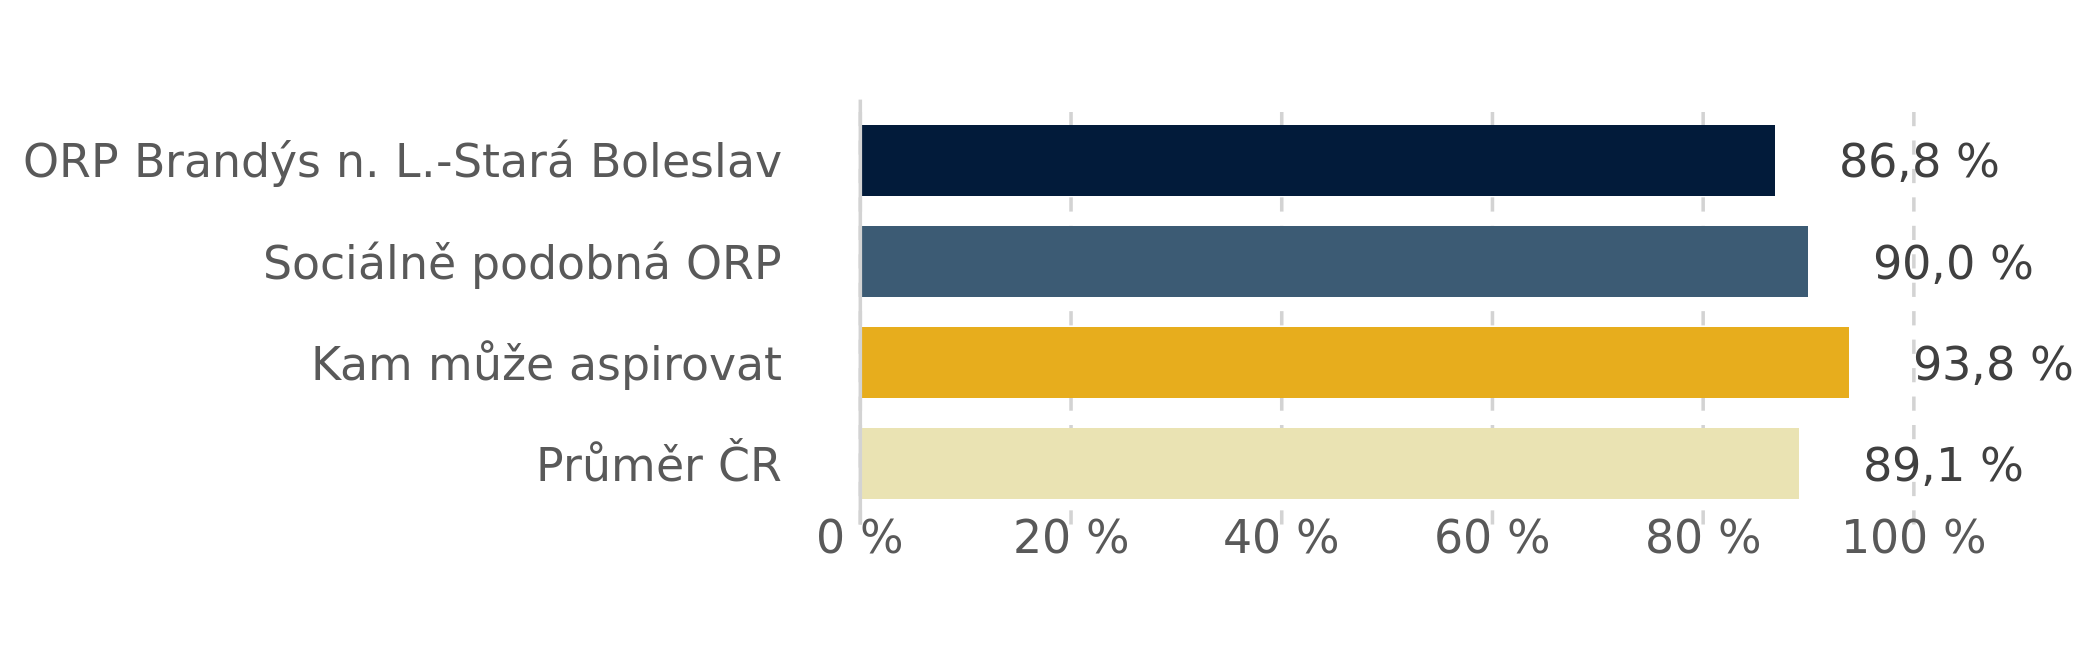 ORP Brandýs n. L.-Stará Boleslav 86,8 %
Sociálně podobná ORP 90,0 %
Kam může aspirovat 93,8 %
Průměr ČR 89,1 %
0 % 20 % 40 % 60 % 80 % 100 %